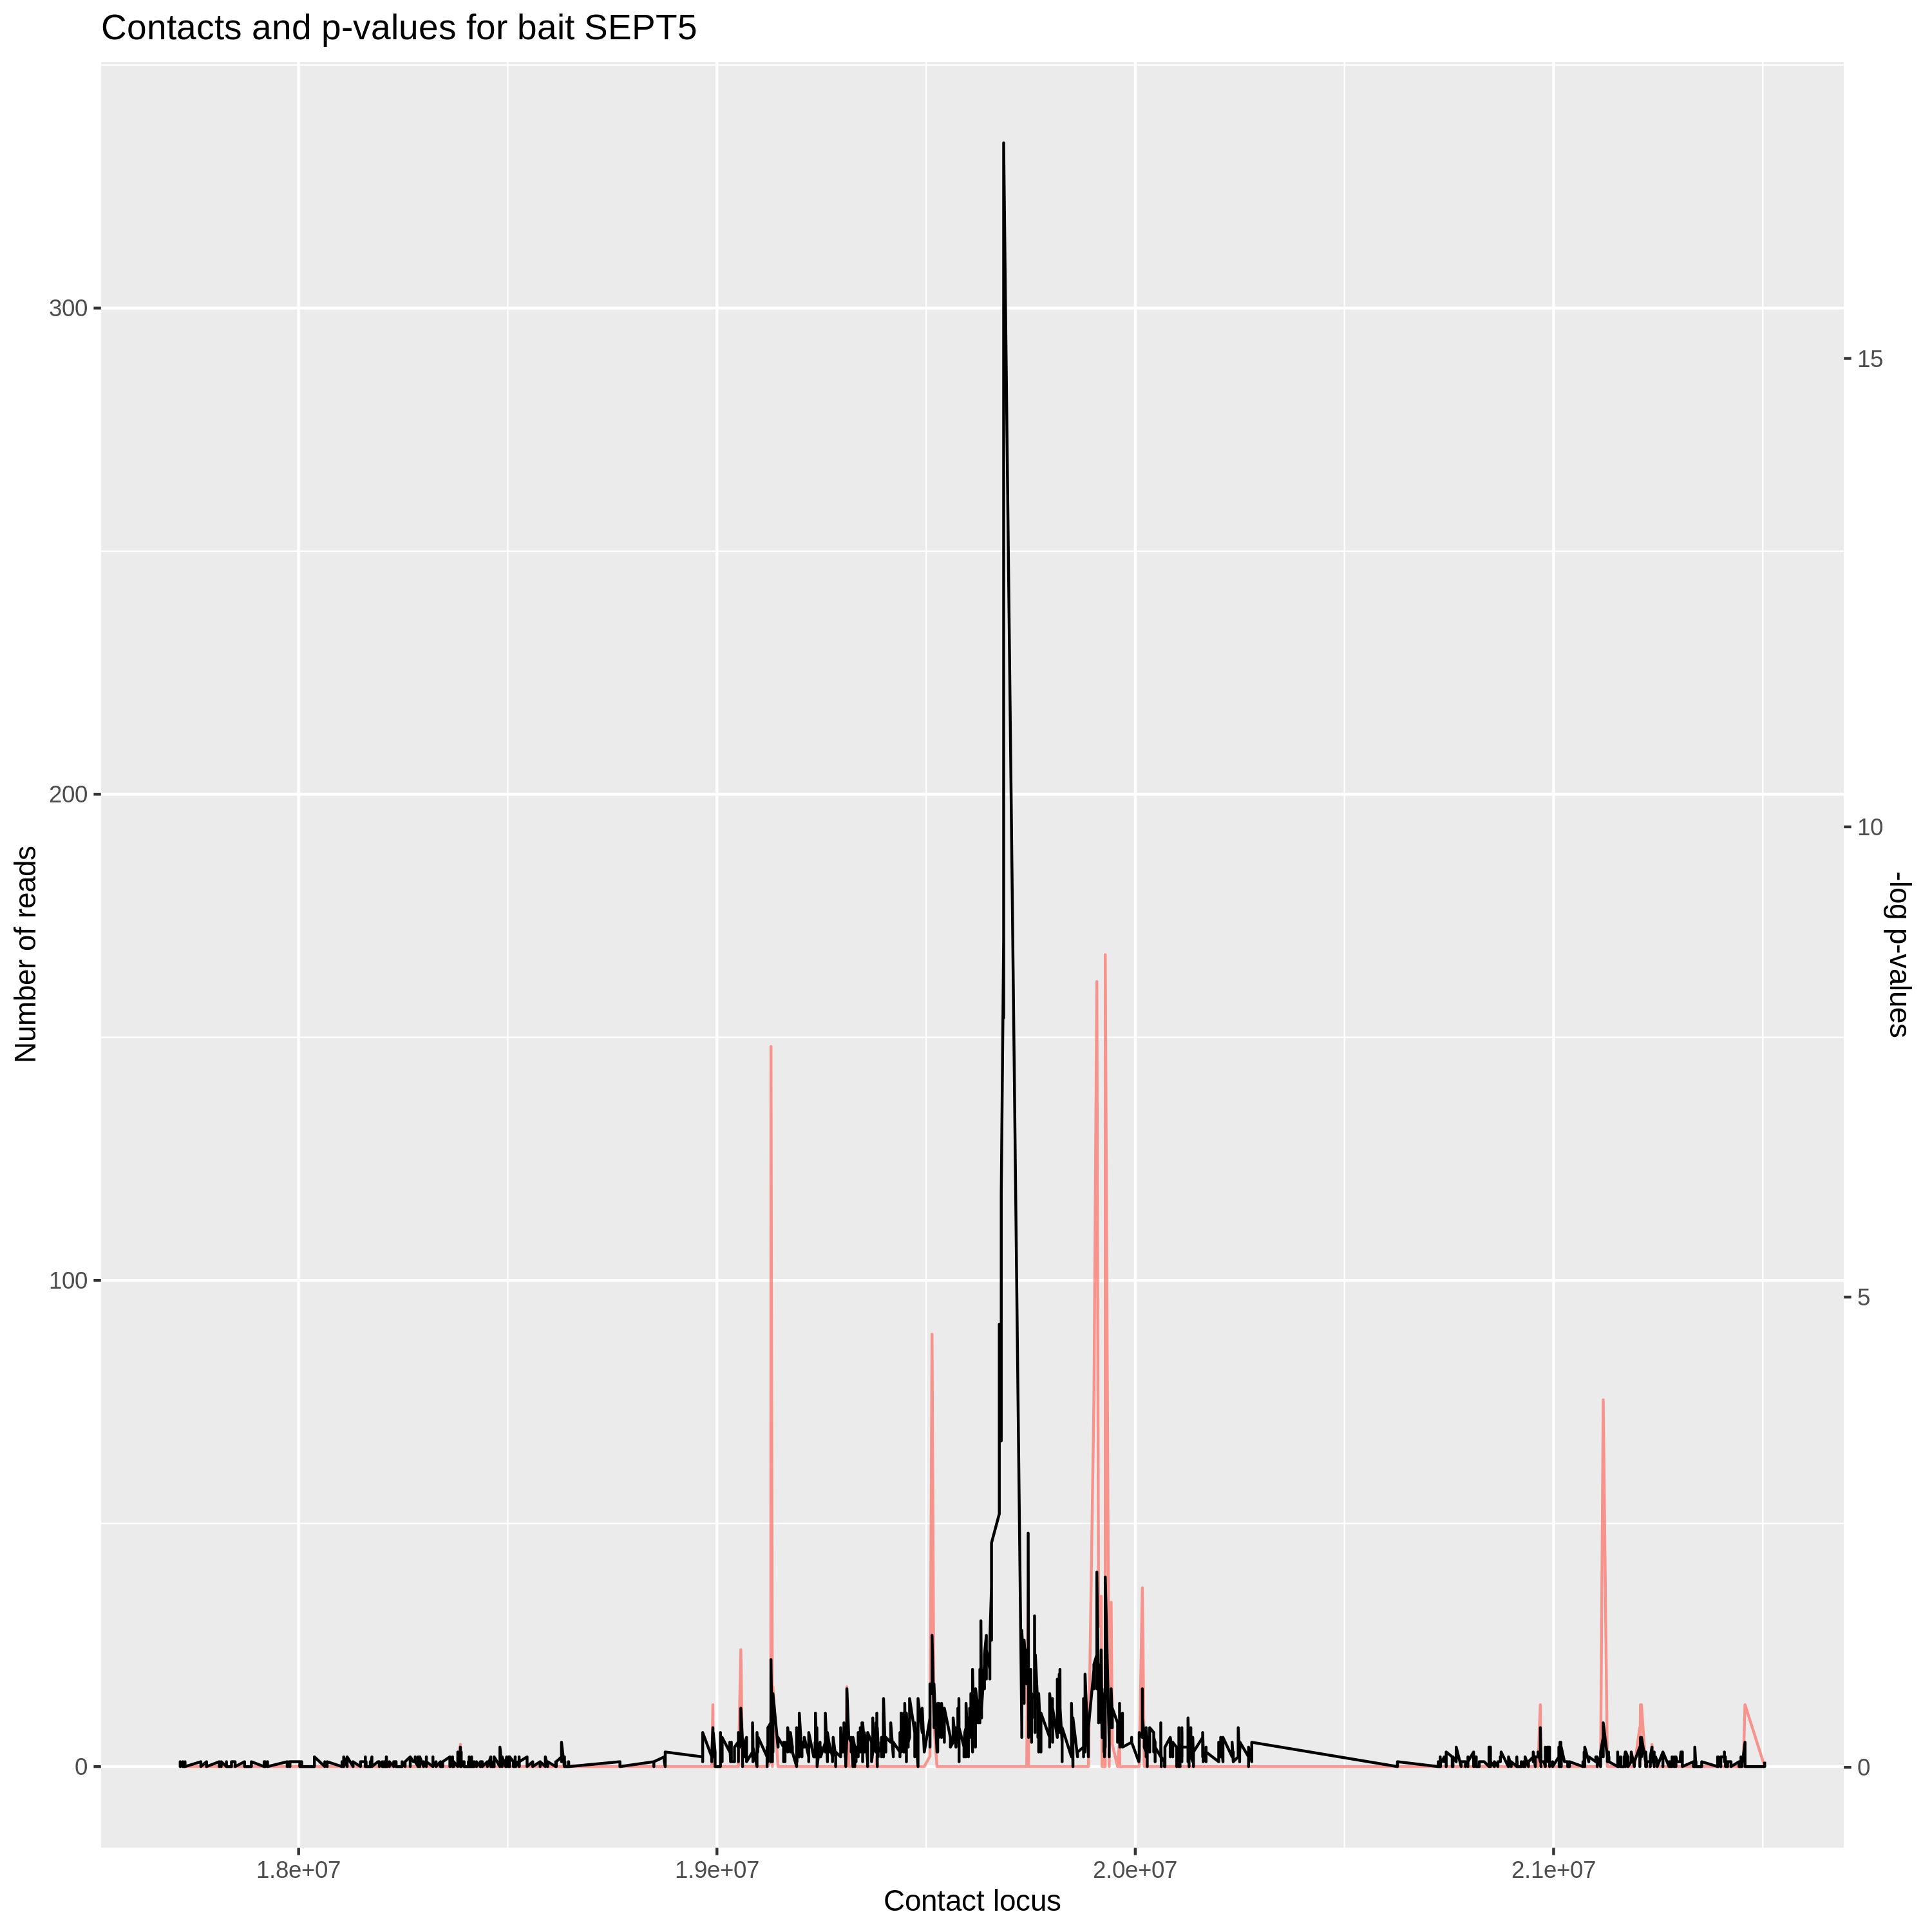 Contacts and p-values for bait SEPT5
300
200
100
0
15
10
5
0
Number of reads
-log p-values
1.8e+07
1.9e+07
2.0e+07
2.1e+07
Contact locus